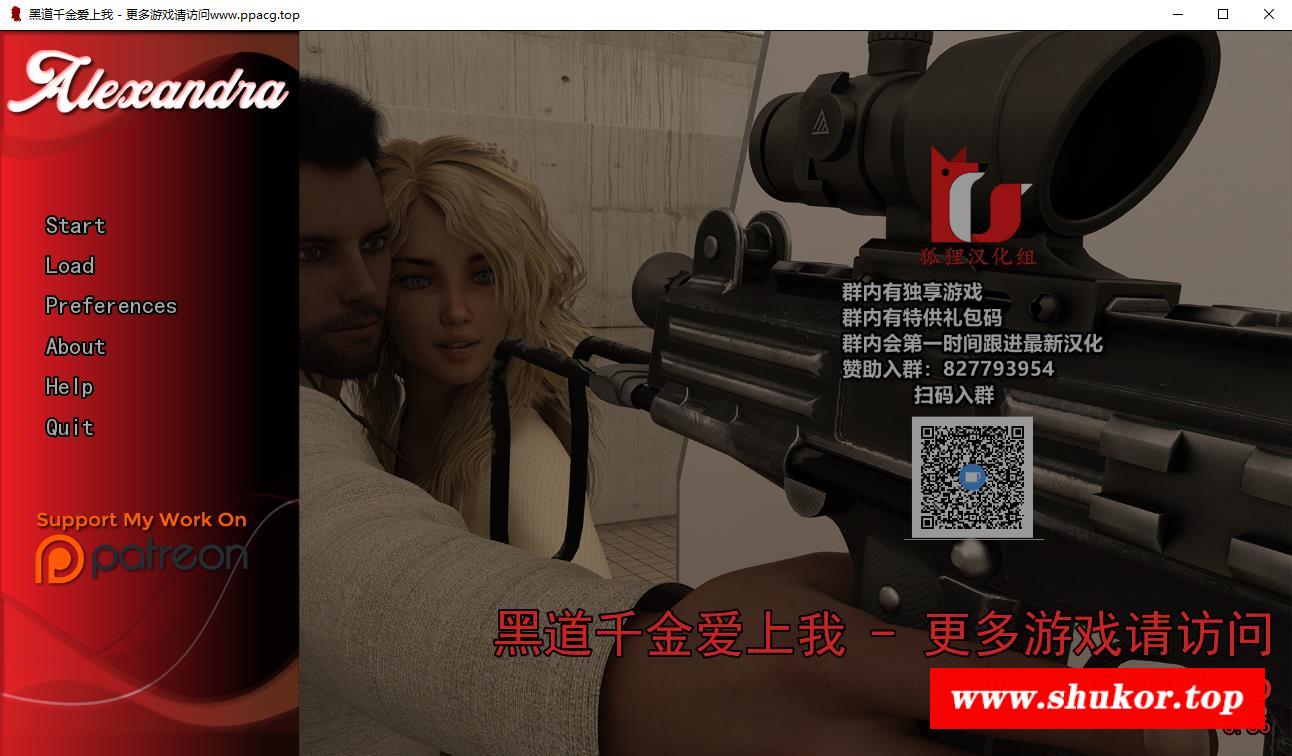 黑道千金爱上我 - 更多游戏请访问www.ppacg.top
Alexandra
Start
Load
Preferences
About
Help
Quit
Support My Work On
patreon
狐狸汉化组
群内有独享游戏
群内有特供礼包码
群内会第一时间跟进最新汉化
赞助入群：827793954
扫码入群
黑道千金爱上我 - 更多游戏请访问
www.shukor.top